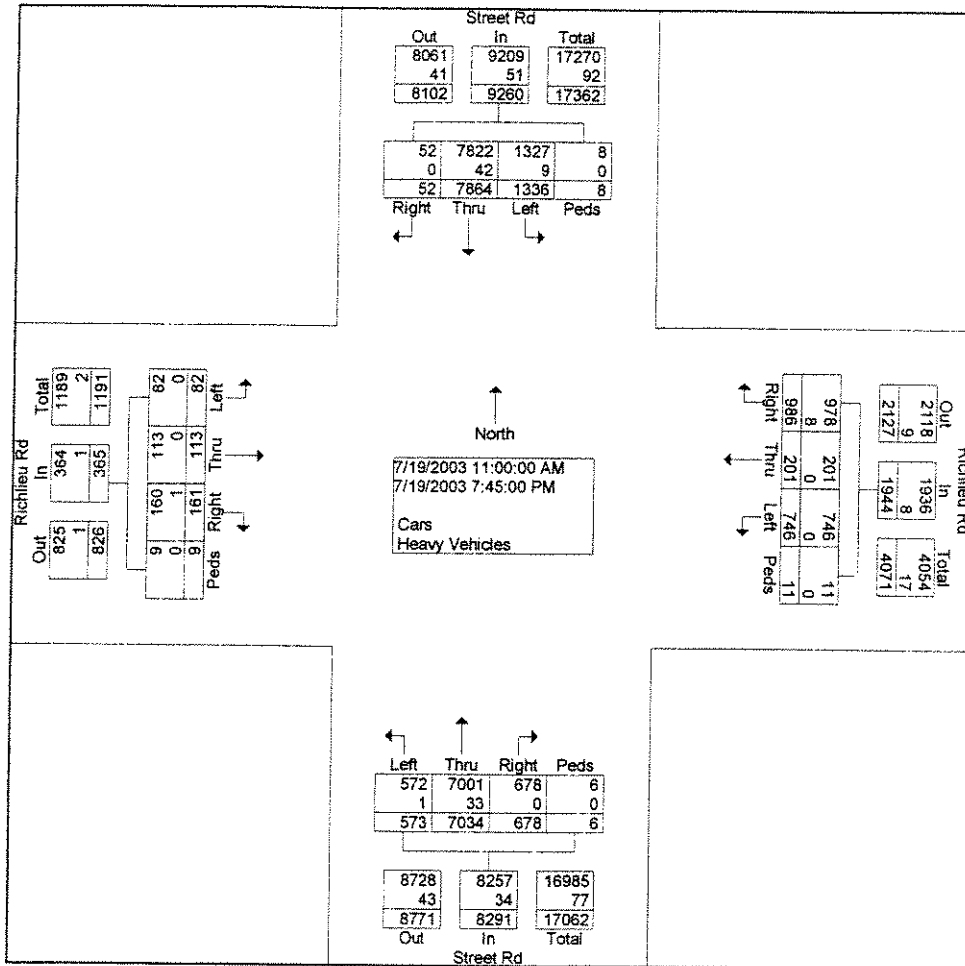 Street Rd
Out In Total
8061 9209 17270
41 51 92
8102 9260 17362
52 7822 1327 8
0 42 9 0
52 7864 1336 8
Right Thru Left Peds
Richlieu Rd
Total In Out
1189 364 825
2 1 1
1191 365 826
82 113 160 9
0 0 1 0
82 113 161 9
Left Thru Right Peds
North
7/19/2003 11:00:00 AM
7/19/2003 7:45:00 PM
Cars
Heavy Vehicles
Richlieu Rd
Out In Total
2118 1936 4054
9 8 17
2127 1944 4071
978 201 746 11
8 0 0 0
986 201 746 11
Right Thru Left Peds
Left Thru Right Peds
572 7001 678 6
1 33 0 0
573 7034 678 6
8728 8257 16985
43 34 77
8771 8291 17062
Out In Total
Street Rd